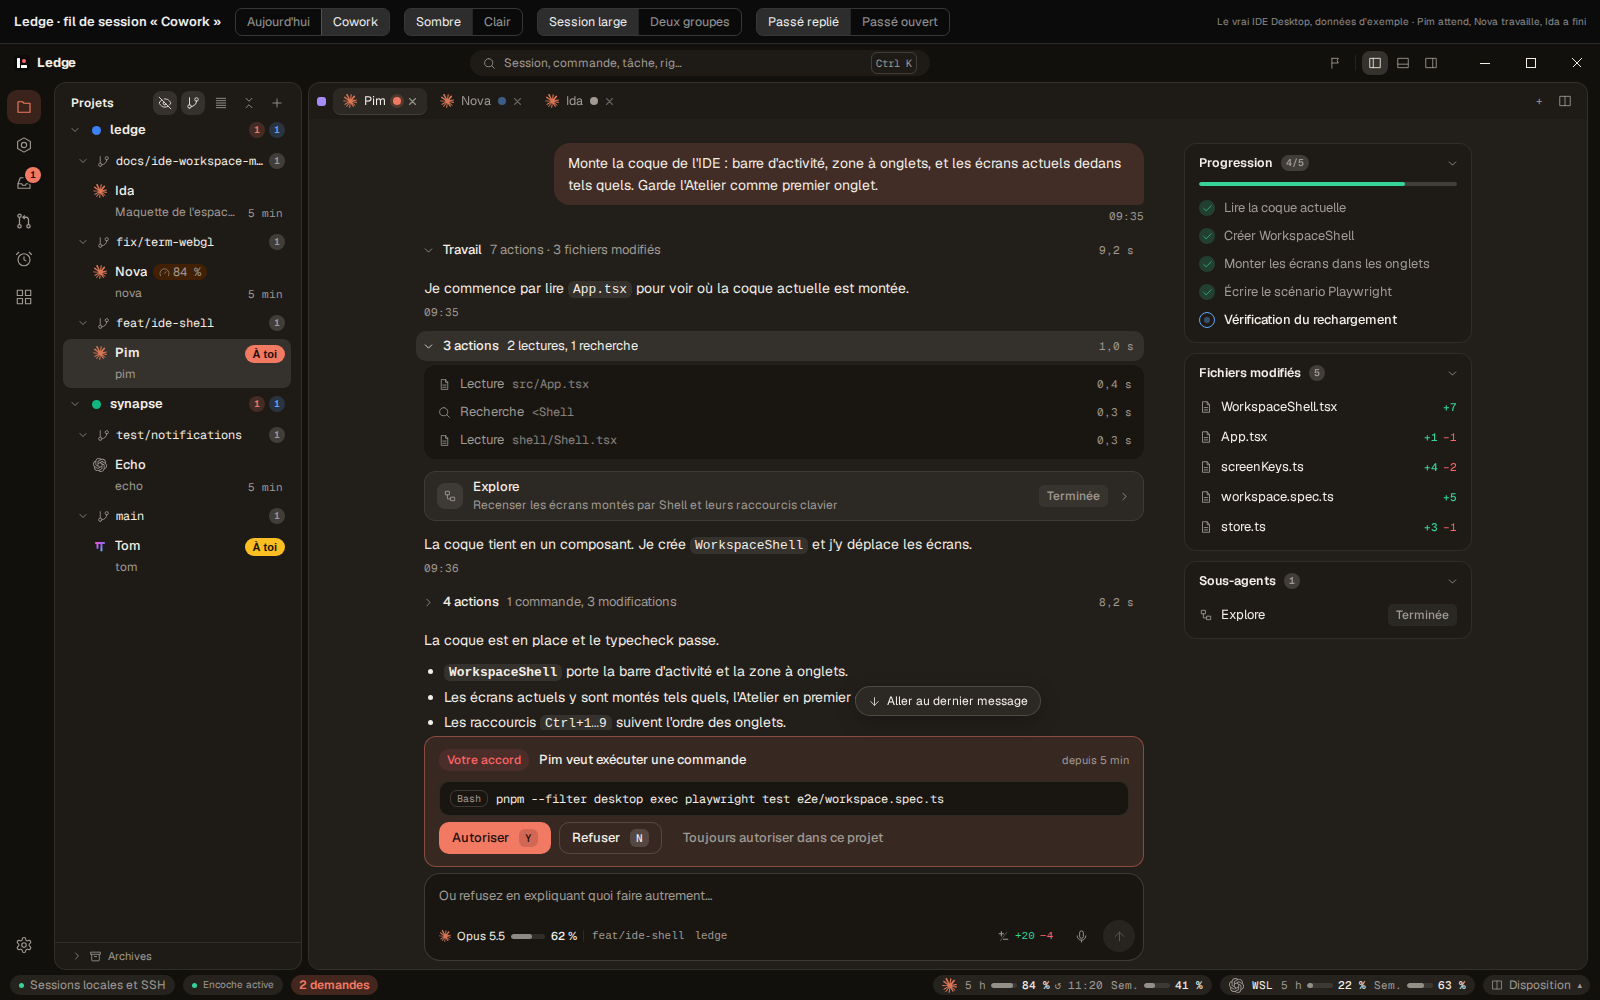 Ledge · fil de session « Cowork »
Aujourd'hui
Cowork
Sombre
Clair
Session large
Deux groupes
Passé replié
Passé ouvert
Le vrai IDE Desktop, données d'exemple · Pim attend, Nova travaille, Ida a fini
Ledge
Session, commande, tâche, rig…
Ctrl K
1
Projets
ledge
1
1
docs/ide-workspace-m…
1
Ida
Maquette de l'espac…
5 min
fix/term-webgl
1
Nova
84 %
nova
5 min
feat/ide-shell
1
Pim
À toi
pim
synapse
1
1
test/notifications
1
Echo
echo
5 min
main
1
Tom
À toi
tom
Archives
Pim
Nova
Ida
Monte la coque de l'IDE : barre d'activité, zone à onglets, et les écrans actuels dedans
tels quels. Garde l'Atelier comme premier onglet.
09:35
Travail
7 actions · 3 fichiers modifiés
9,2 s
Je commence par lire App.tsx pour voir où la coque actuelle est montée.
09:35
3 actions
2 lectures, 1 recherche
1,0 s
Lecture src/App.tsx
0,4 s
Recherche <Shell
0,3 s
Lecture shell/Shell.tsx
0,3 s
Explore
Recenser les écrans montés par Shell et leurs raccourcis clavier
Terminée
La coque tient en un composant. Je crée WorkspaceShell et j'y déplace les écrans.
09:36
4 actions
1 commande, 3 modifications
8,2 s
La coque est en place et le typecheck passe.
• WorkspaceShell porte la barre d'activité et la zone à onglets.
• Les écrans actuels y sont montés tels quels, l'Atelier en premier
Aller au dernier message
• Les raccourcis Ctrl+1…9 suivent l'ordre des onglets.
Votre accord
Pim veut exécuter une commande
depuis 5 min
Bash
pnpm --filter desktop exec playwright test e2e/workspace.spec.ts
Autoriser Y
Refuser N
Toujours autoriser dans ce projet
Ou refusez en expliquant quoi faire autrement…
Opus 5.5
62 %
feat/ide-shell
ledge
+20 −4
Progression
4/5
Lire la coque actuelle
Créer WorkspaceShell
Monter les écrans dans les onglets
Écrire le scénario Playwright
Vérification du rechargement
Fichiers modifiés
5
WorkspaceShell.tsx
+7
App.tsx
+1 −1
screenKeys.ts
+4 −2
workspace.spec.ts
+5
store.ts
+3 −1
Sous-agents
1
Explore
Terminée
Sessions locales et SSH
Encoche active
2 demandes
5 h
84 %
↺ 11:20
Sem.
41 %
WSL
5 h
22 %
Sem.
63 %
Disposition